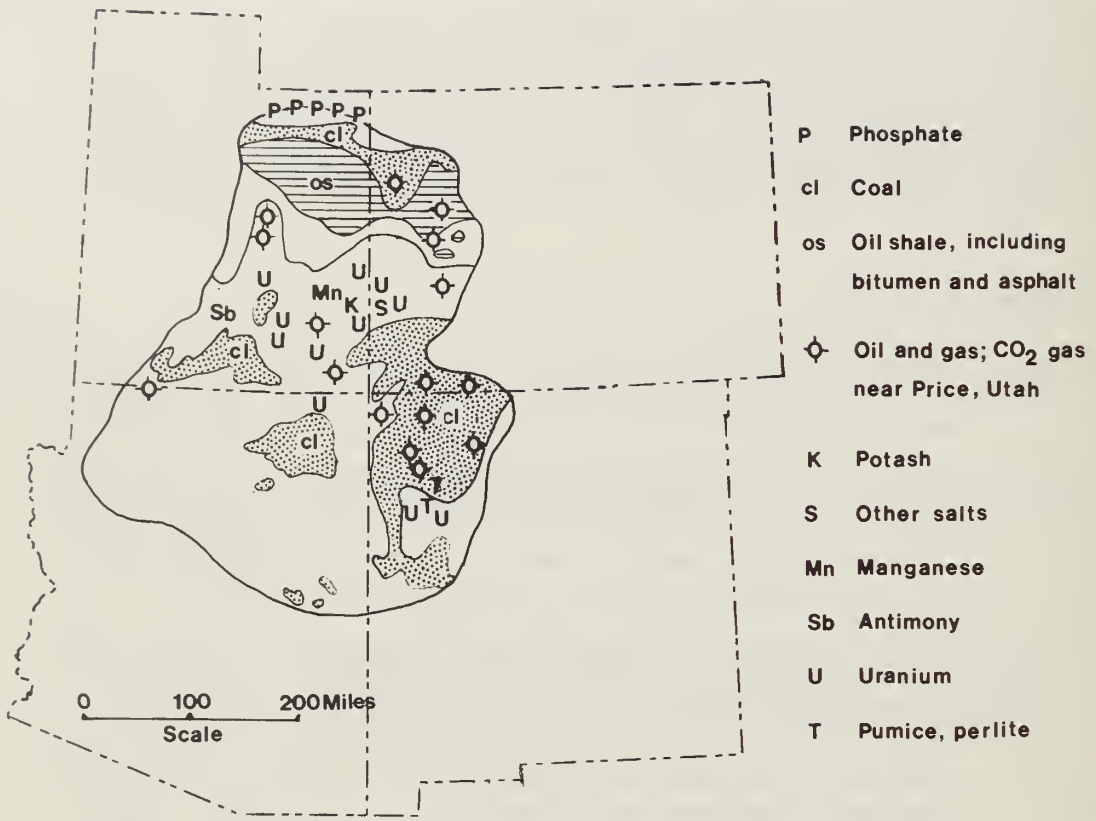 P P P P P
cl
os
U
U
U
Mn
K
S
U
Sb
U
U
U
U
cl
U
cl
cl
T
U
T
U
0 100 200 Miles
Scale
P Phosphate
cl Coal
os Oil shale, including
bitumen and asphalt
Oil and gas; CO2 gas
near Price, Utah
K Potash
S Other salts
Mn Manganese
Sb Antimony
U Uranium
T Pumice, perlite